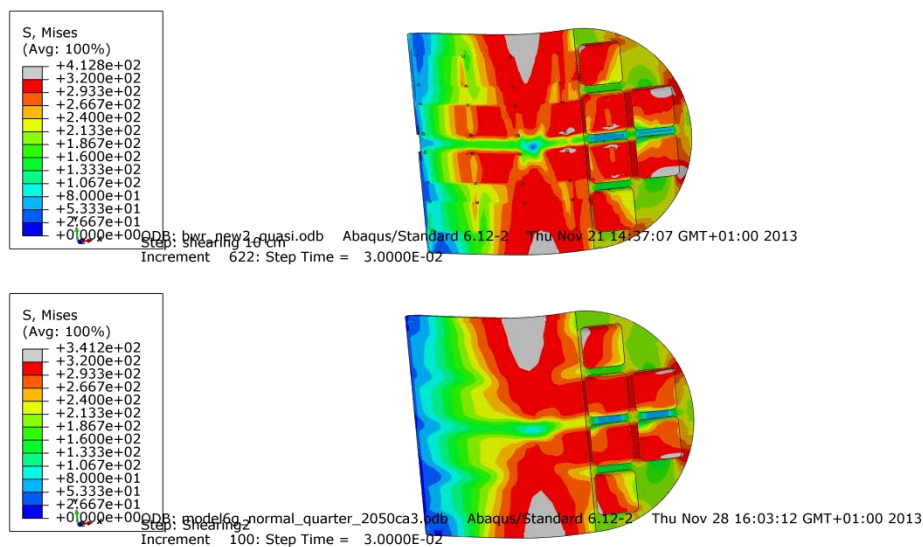 S, Mises
(Avg: 100%)
+4.128e+02
+3.200e+02
+2.933e+02
+2.667e+02
+2.400e+02
+2.133e+02
+1.867e+02
+1.600e+02
+1.333e+02
+1.067e+02
+8.000e+01
+5.333e+01
+2.667e+01
+0.000e+00
ODB: bwr_new2_quasi.odb Abaqus/Standard 6.12-2 Thu Nov 21 14:37:07 GMT+01:00 2013
Step: shearing 10 cm
Increment 622: Step Time = 3.0000E-02
S, Mises
(Avg: 100%)
+3.412e+02
+3.200e+02
+2.933e+02
+2.667e+02
+2.400e+02
+2.133e+02
+1.867e+02
+1.600e+02
+1.333e+02
+1.067e+02
+8.000e+01
+5.333e+01
+2.667e+01
+0.000e+00
ODB: model6g_normal_quarter_2050ca3.odb Abaqus/Standard 6.12-2 Thu Nov 28 16:03:12 GMT+01:00 2013
Step: Shearing2
Increment 100: Step Time = 3.0000E-02